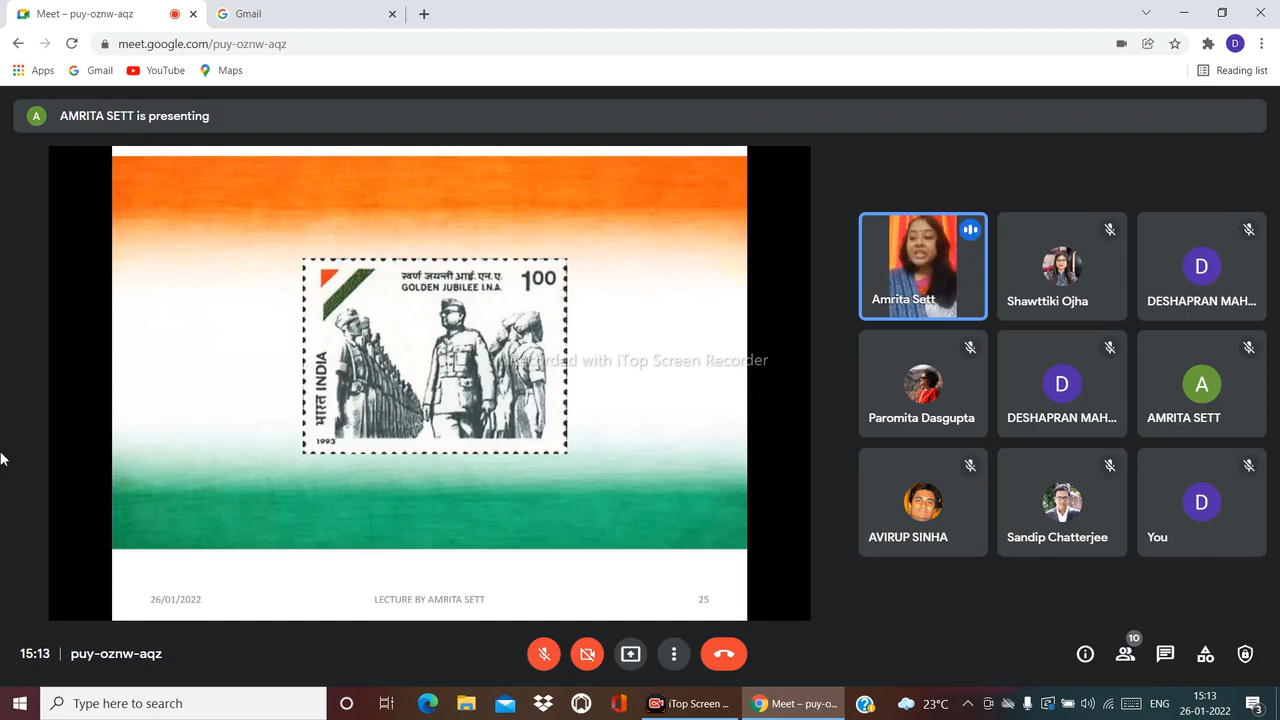 Meet – puy-oznw-aqz
Gmail
meet.google.com/puy-oznw-aqz
D
Apps
Gmail
YouTube
Maps
Reading list
A
AMRITA SETT is presenting
स्वर्ण जयन्ती आई. एन. ए.
GOLDEN JUBILEE I.N.A.
1.00
भारत INDIA
1993
Recorded with iTop Screen Recorder
26/01/2022
LECTURE BY AMRITA SETT
25
Amrita Sett
Shawttiki Ojha
D
DESHAPRAN MAH...
Paromita Dasgupta
D
DESHAPRAN MAH...
A
AMRITA SETT
AVIRUP SINHA
Sandip Chatterjee
D
You
15:13 | puy-oznw-aqz
10
Type here to search
iTop Screen ...
Meet – puy-o...
23°C
ENG
15:13
26-01-2022
3